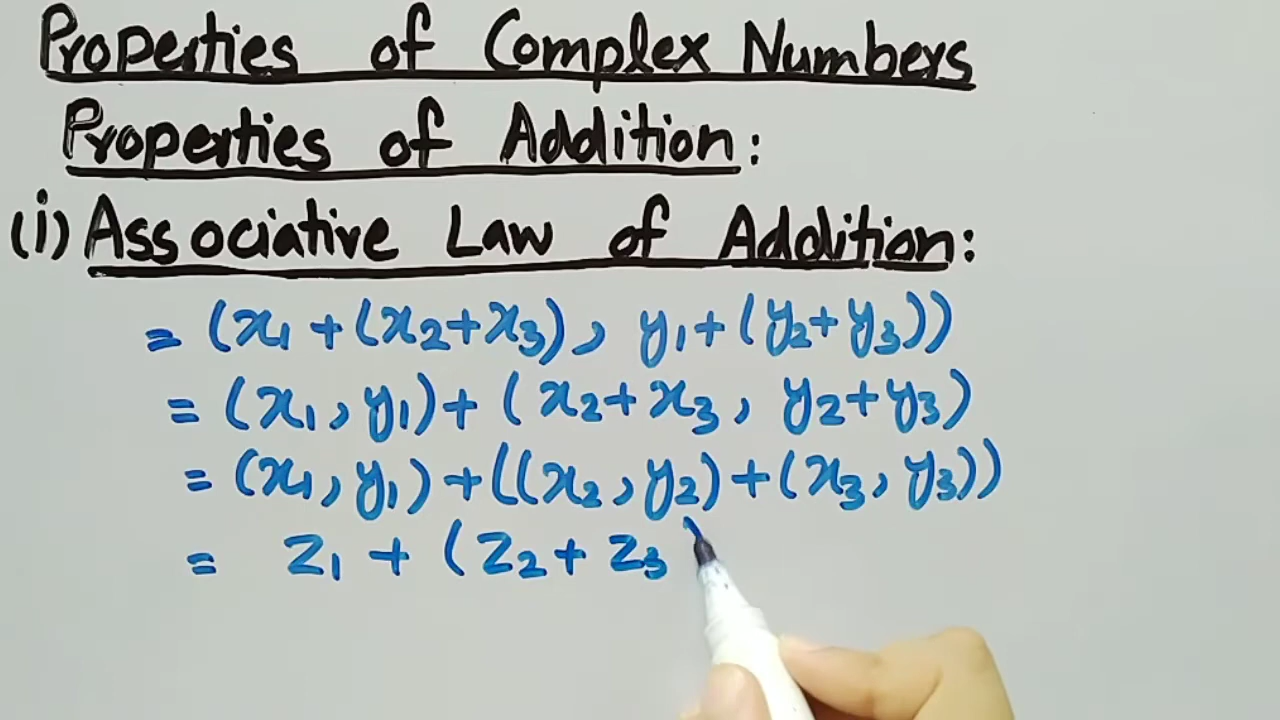 Properties of Complex Numbers
Properties of Addition:
(i) Associative Law of Addition:
= (x₁ + (x₂+x₃), y₁+(y₂+y₃))
= (x₁, y₁)+ (x₂+x₃, y₂+y₃)
= (x₁, y₁)+((x₂, y₂)+(x₃, y₃))
= z₁ + (z₂+ z₃